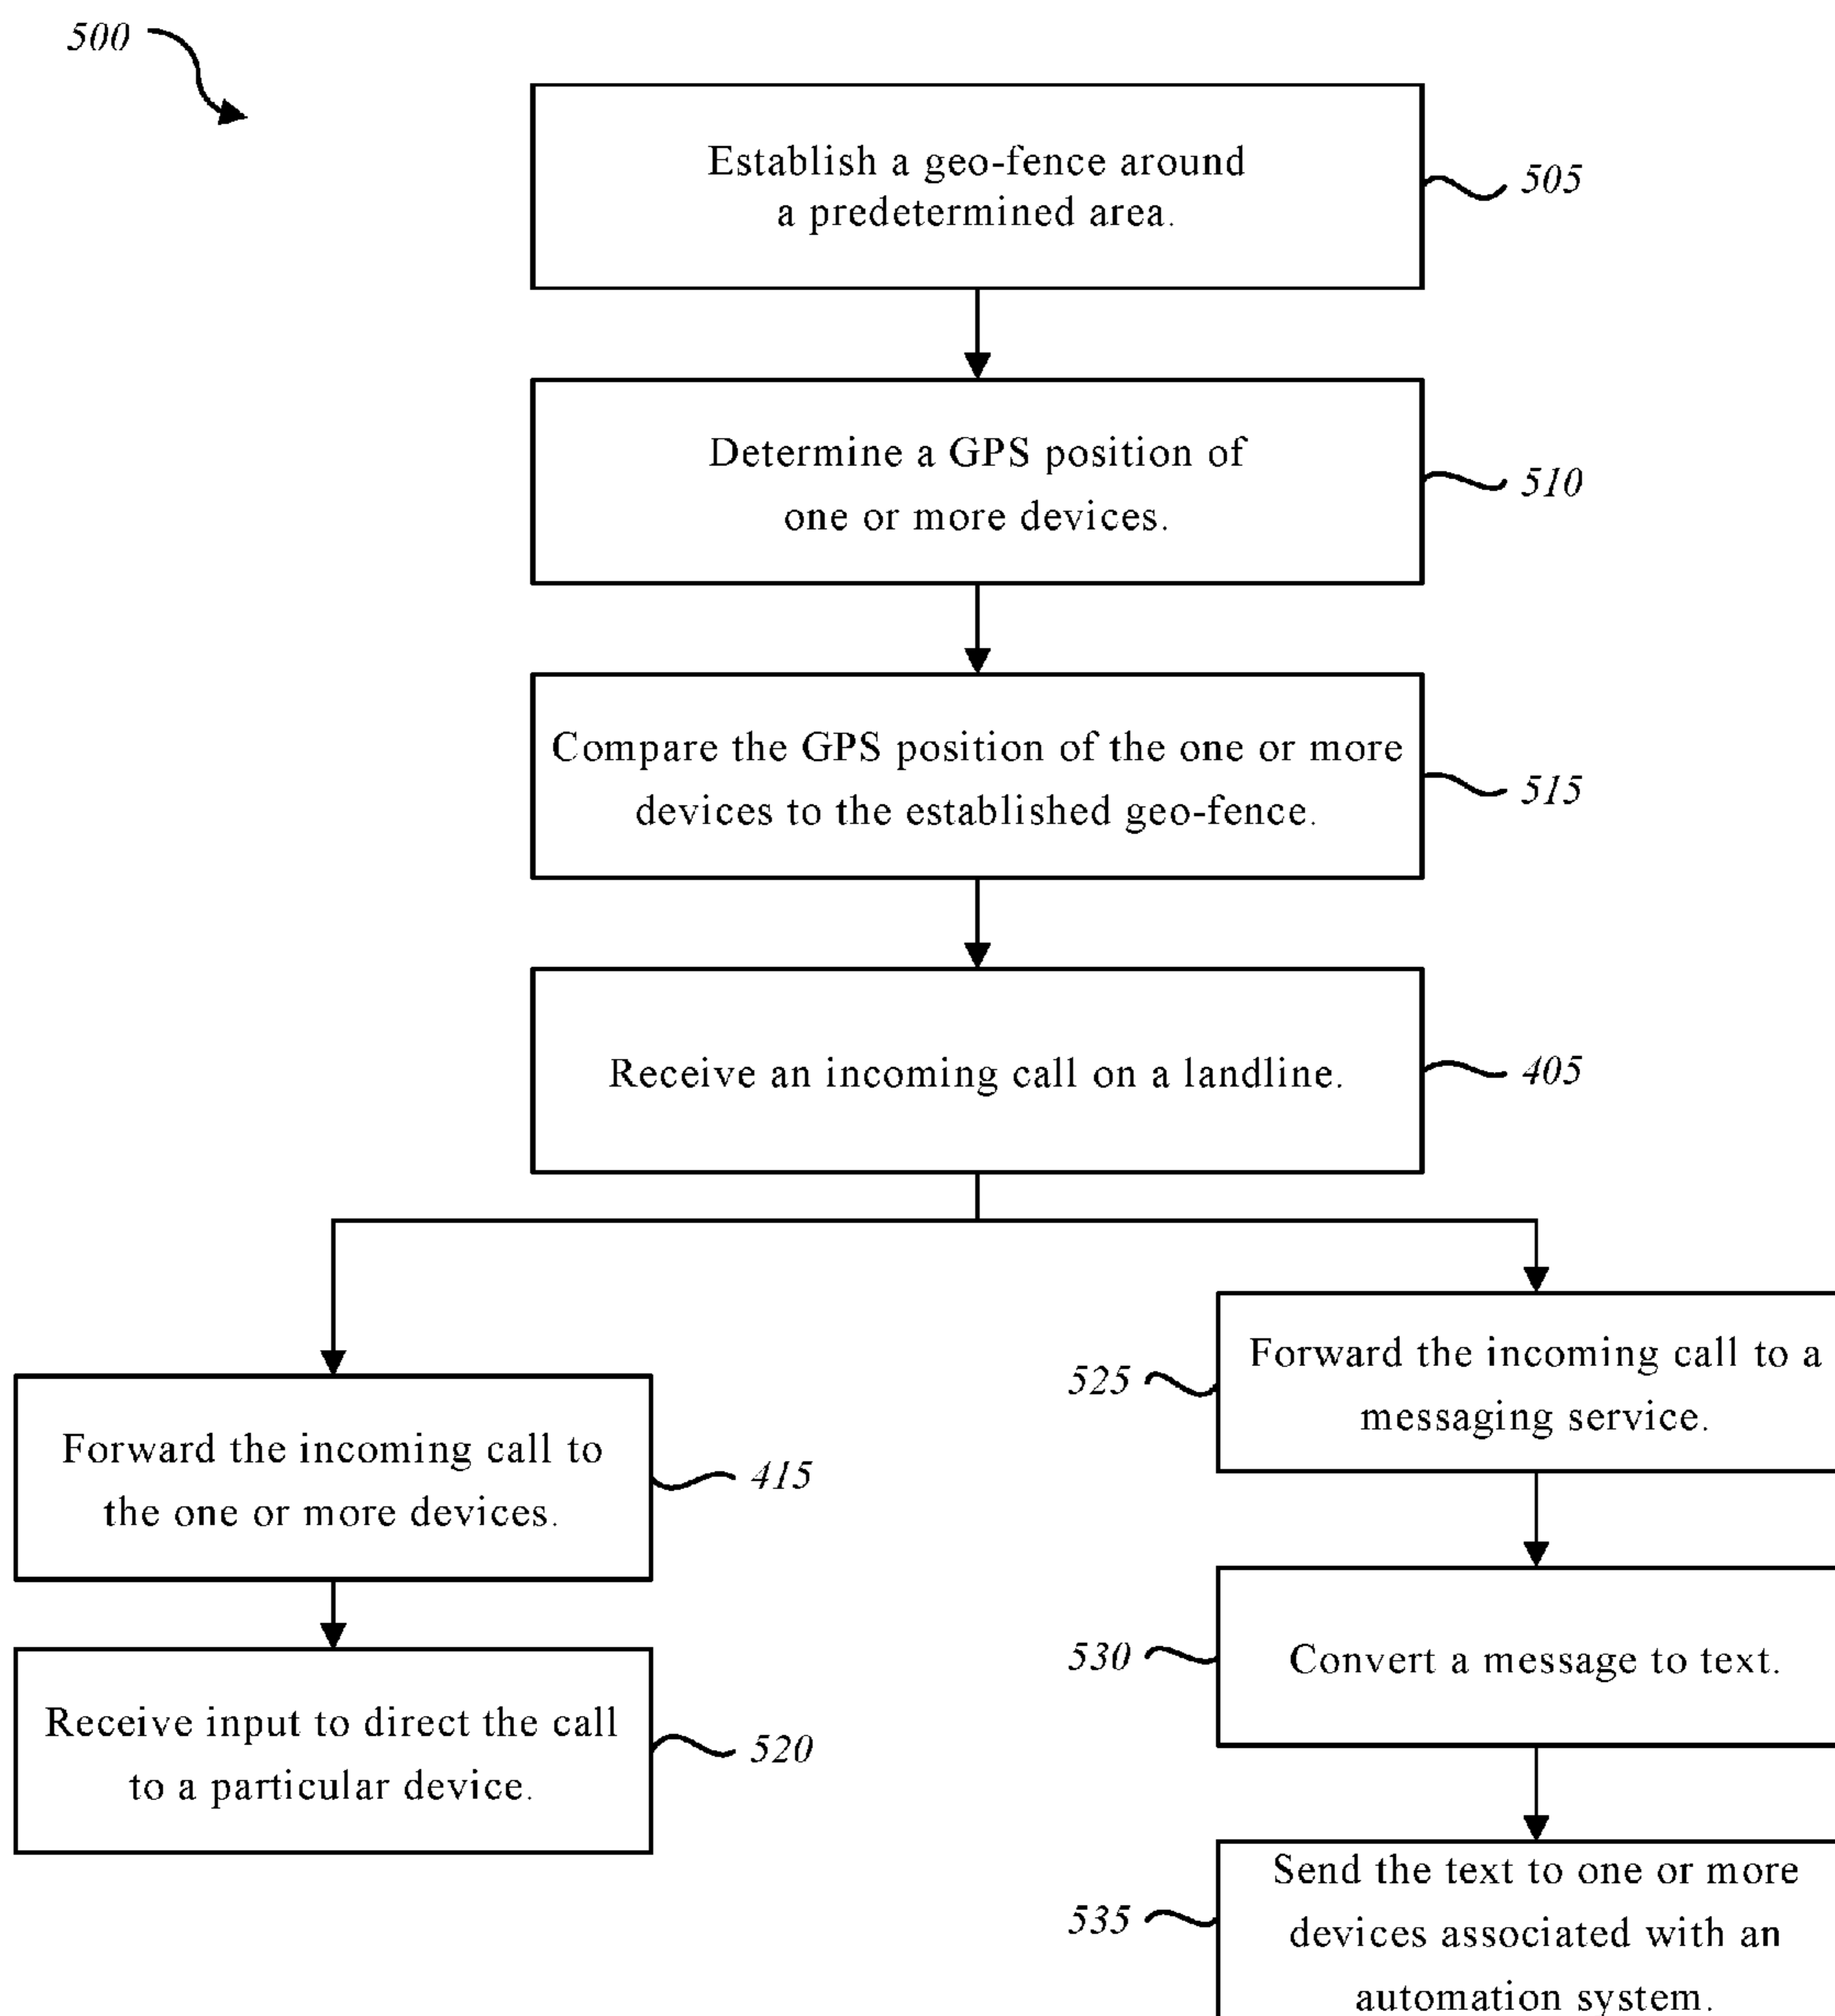 500
Establish a geo-fence around
a predetermined area.
505
Determine a GPS position of
one or more devices.
510
Compare the GPS position of the one or more
devices to the established geo-fence.
515
Receive an incoming call on a landline.
405
Forward the incoming call to
the one or more devices.
415
Receive input to direct the call
to a particular device.
520
525
Forward the incoming call to a
messaging service.
530
Convert a message to text.
535
Send the text to one or more
devices associated with an
automation system.